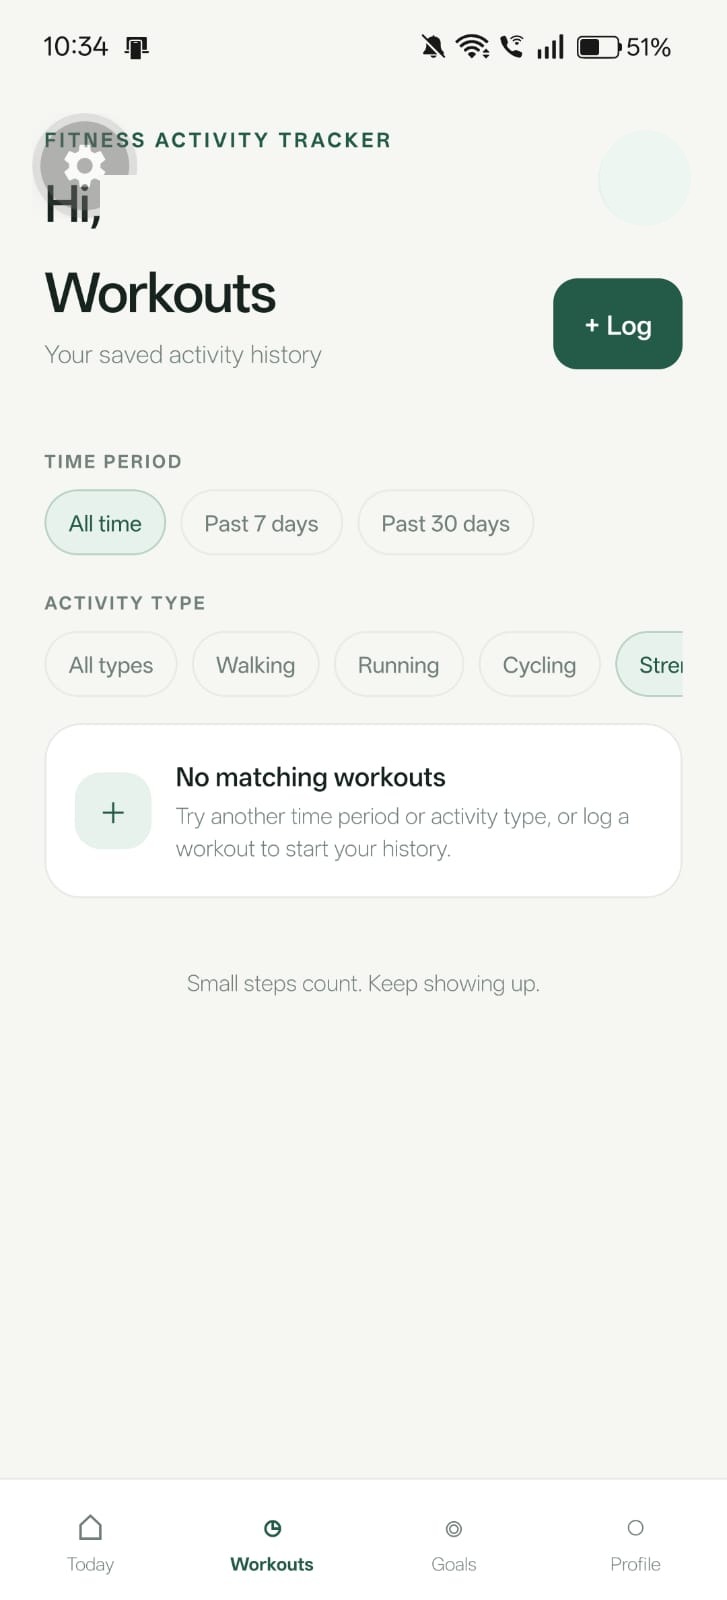 10:34
51%
FITNESS ACTIVITY TRACKER
Hi,
Workouts
Your saved activity history
+ Log
TIME PERIOD
All time
Past 7 days
Past 30 days
ACTIVITY TYPE
All types
Walking
Running
Cycling
Stre
No matching workouts
Try another time period or activity type, or log a
workout to start your history.
Small steps count. Keep showing up.
Today
Workouts
Goals
Profile